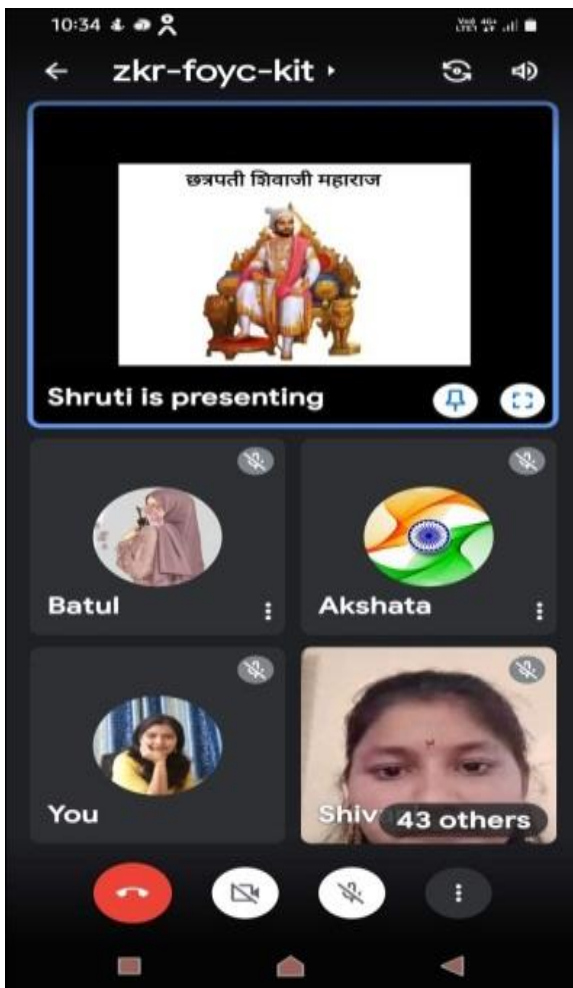 10:34
zkr-foyc-kit
छत्रपती शिवाजी महाराज
Shruti is presenting
Batul
Akshata
You
43 others